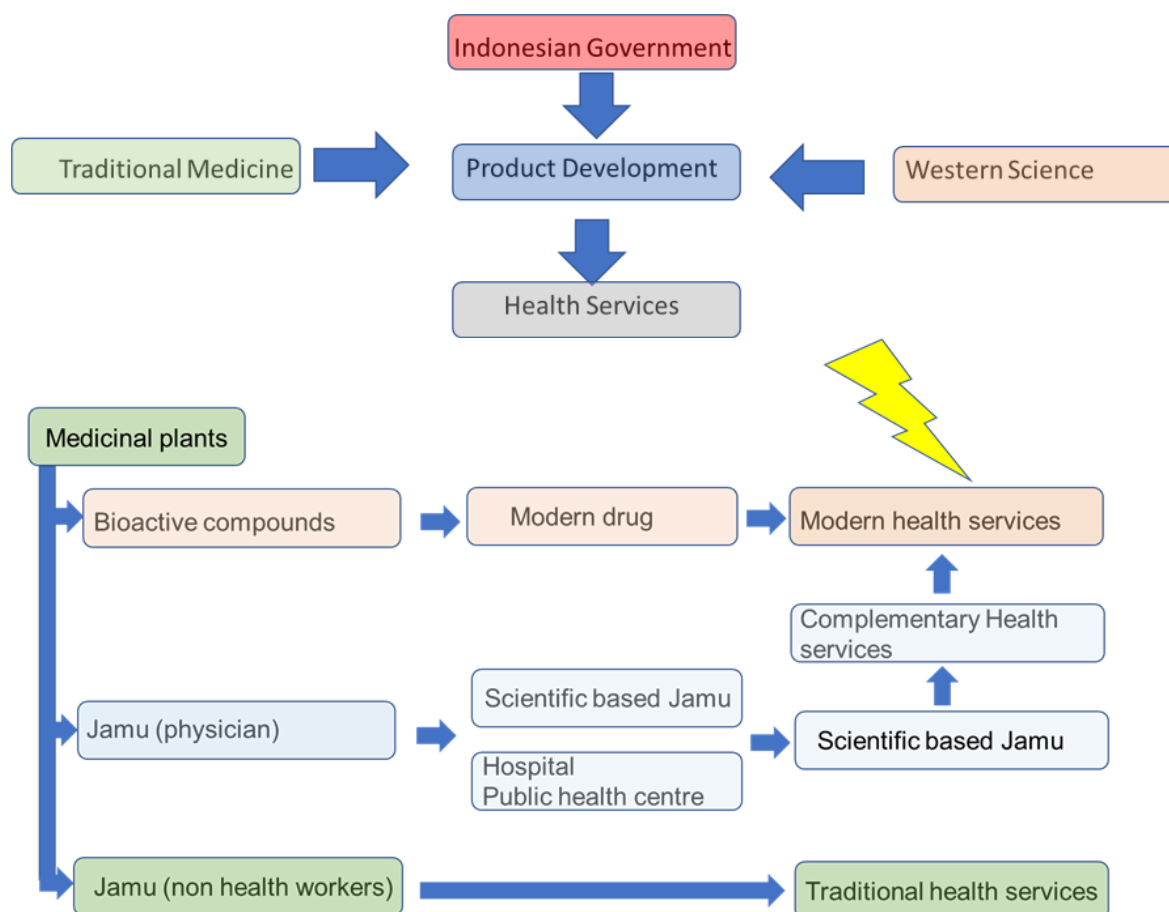 Indonesian Government
Traditional Medicine
Product Development
Western Science
Health Services
Medicinal plants
Bioactive compounds
Modern drug
Modern health services
Complementary Health
services
Jamu (physician)
Scientific based Jamu
Hospital
Public health centre
Scientific based Jamu
Jamu (non health workers)
Traditional health services